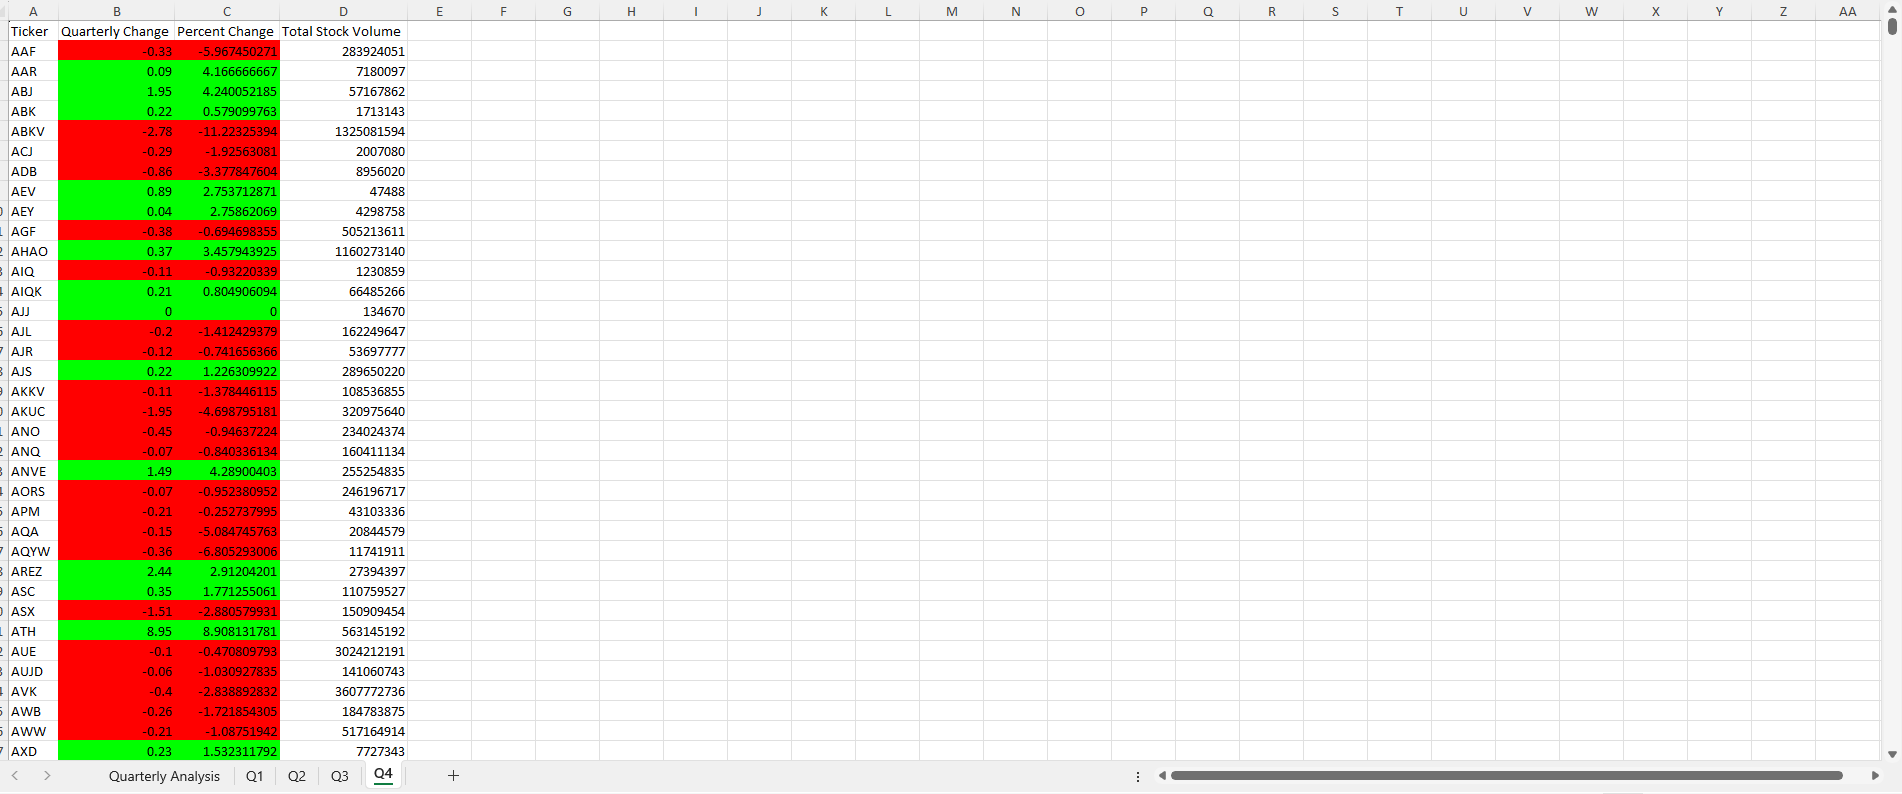 A B C D E F G H I J K L M N O P Q R S T U V W X Y Z AA
Ticker Quarterly Change Percent Change Total Stock Volume
AAF -0.33 -5.967450271 283924051
AAR 0.09 4.166666667 7180097
ABJ 1.95 4.240052185 57167862
ABK 0.22 0.579099763 1713143
ABKV -2.78 -11.22325394 1325081594
ACJ -0.29 -1.92563081 2007080
ADB -0.86 -3.377847604 8956020
AEV 0.89 2.753712871 47488
AEY 0.04 2.75862069 4298758
AGF -0.38 -0.694698355 505213611
AHAO 0.37 3.457943925 1160273140
AIQ -0.11 -0.93220339 1230859
AIQK 0.21 0.804906094 66485266
AJJ 0 0 134670
AJL -0.2 -1.412429379 162249647
AJR -0.12 -0.741656366 53697777
AJS 0.22 1.226309922 289650220
AKKV -0.11 -1.378446115 108536855
AKUC -1.95 -4.698795181 320975640
ANO -0.45 -0.94637224 234024374
ANQ -0.07 -0.840336134 160411134
ANVE 1.49 4.28900403 255254835
AORS -0.07 -0.952380952 246196717
APM -0.21 -0.252737995 43103336
AQA -0.15 -5.084745763 20844579
AQYW -0.36 -6.805293006 11741911
AREZ 2.44 2.91204201 27394397
ASC 0.35 1.771255061 110759527
ASX -1.51 -2.880579931 150909454
ATH 8.95 8.908131781 563145192
AUE -0.1 -0.470809793 3024212191
AUJD -0.06 -1.030927835 141060743
AVK -0.4 -2.838892832 3607772736
AWB -0.26 -1.721854305 184783875
AWW -0.21 -1.08751942 517164914
AXD 0.23 1.532311792 7727343
Quarterly Analysis Q1 Q2 Q3 Q4 +